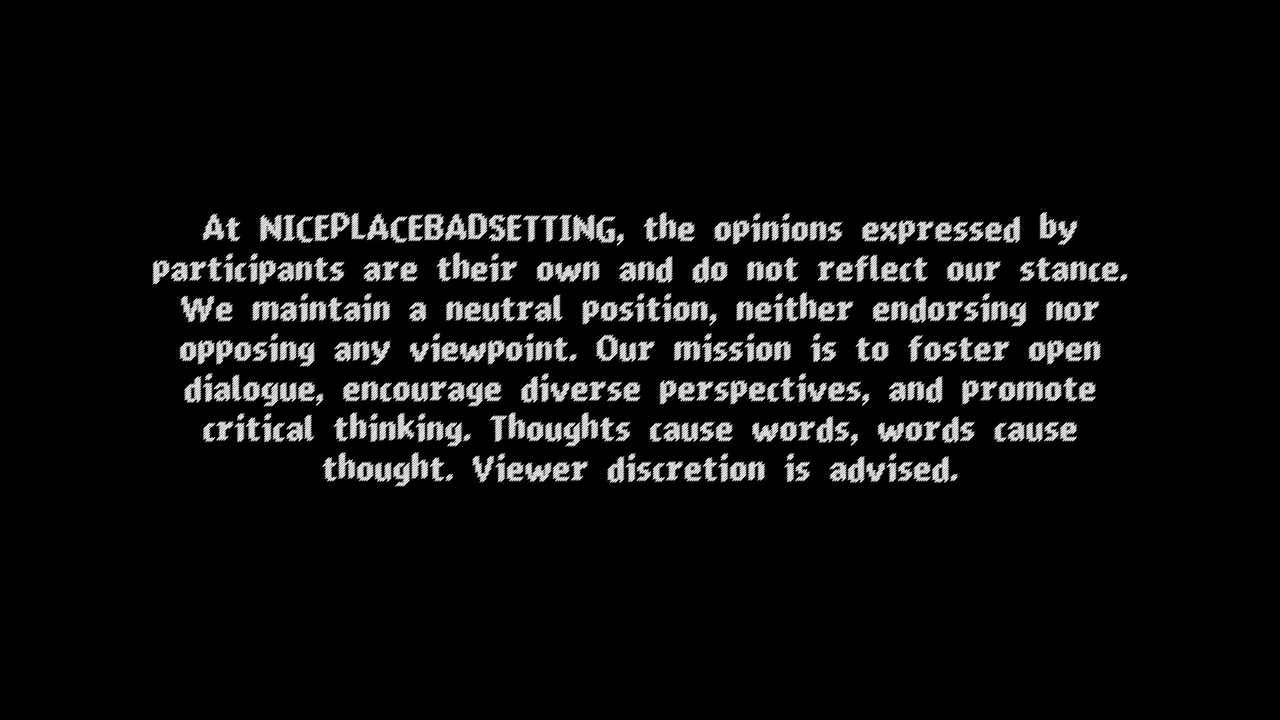 At NICEPLACEBADSETTING, the opinions expressed by
participants are their own and do not reflect our stance.
We maintain a neutral position, neither endorsing nor
opposing any viewpoint. Our mission is to foster open
dialogue, encourage diverse perspectives, and promote
critical thinking. Thoughts cause words, words cause
thought. Viewer discretion is advised.